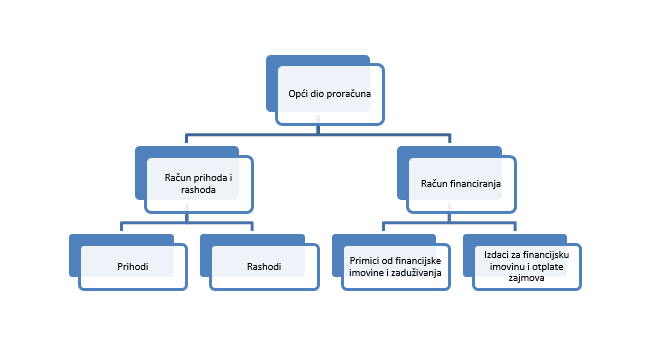 Opći dio proračuna
Račun prihoda i
rashoda
Račun financiranja
Prihodi
Rashodi
Primici od financijske
imovine i zaduživanja
Izdaci za financijsku
imovinu i otplate
zajmova